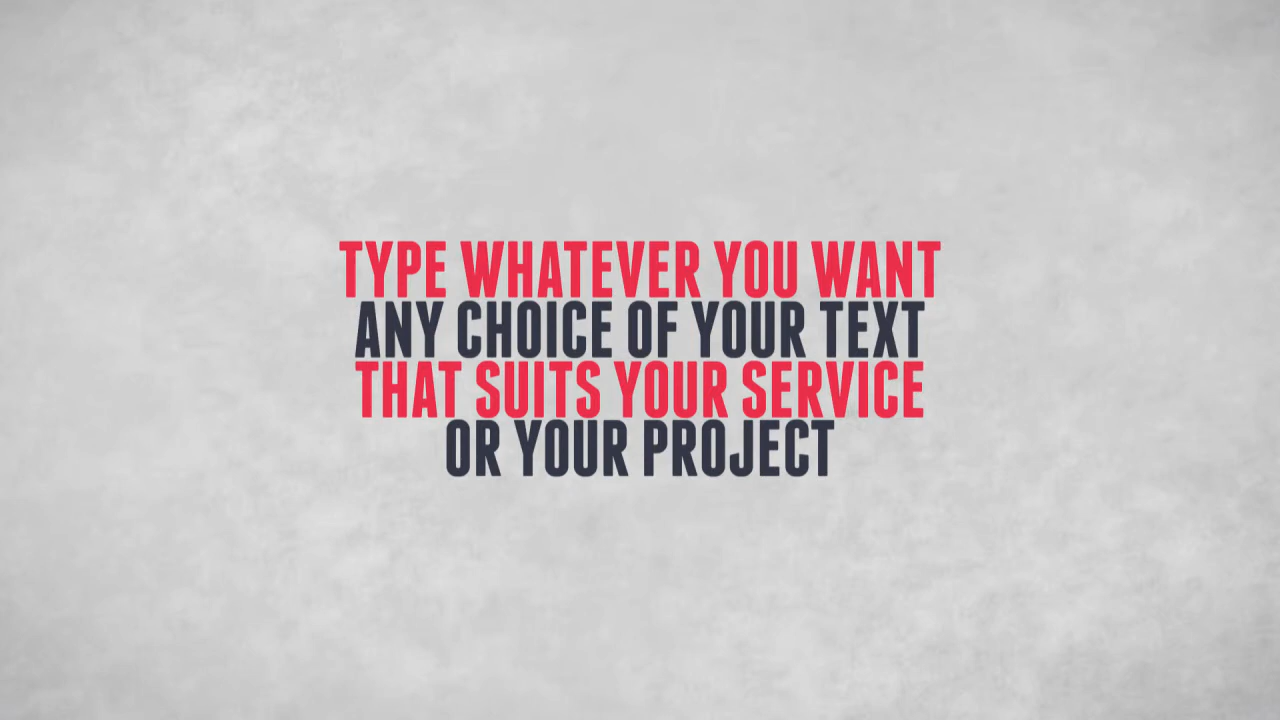 TYPE WHATEVER YOU WANT
ANY CHOICE OF YOUR TEXT
THAT SUITS YOUR SERVICE
OR YOUR PROJECT